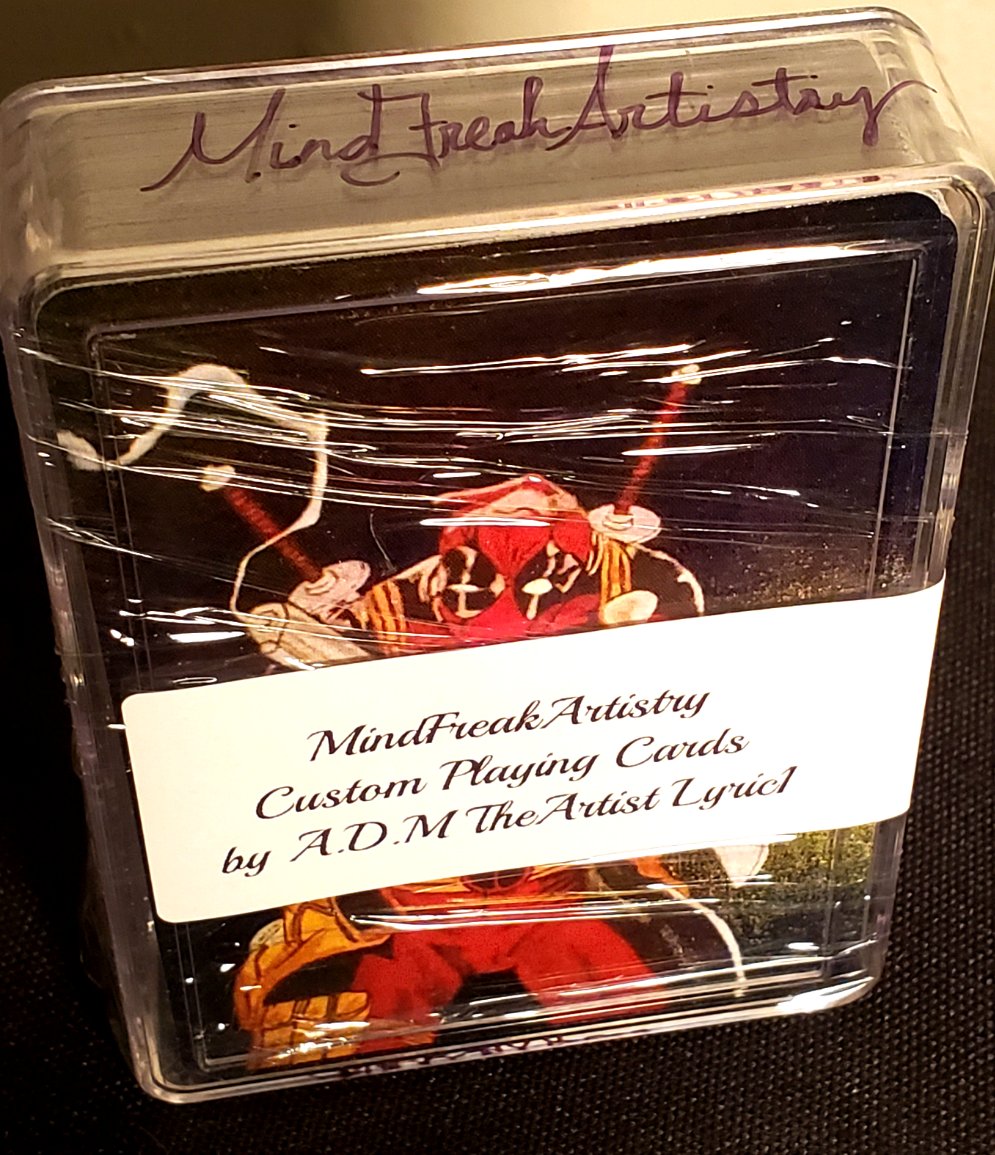 MindFreakArtistry
MindFreakArtistry
Custom Playing Cards
by A.D.M TheArtist Lyric1